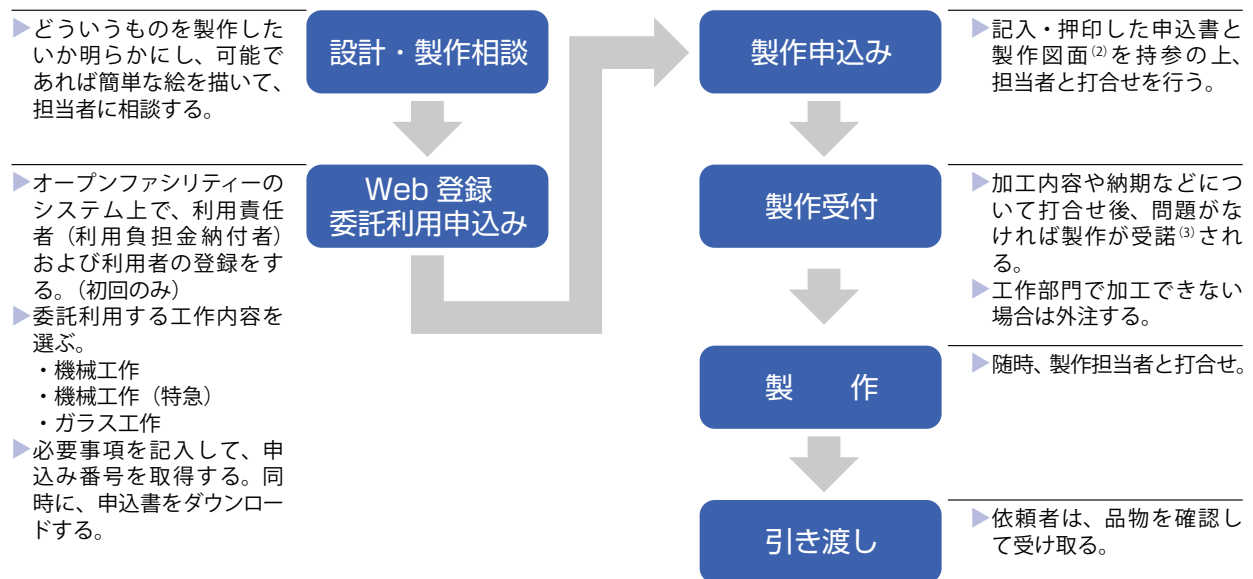 ▶どういうものを製作した
いか明らかにし、可能で
あれば簡単な絵を描いて、
担当者に相談する。
設計・製作相談
▶オープンファシリティーの
システム上で、利用責任
者（利用負担金納付者）
および利用者の登録をす
る。（初回のみ）
▶委託利用する工作内容を
選ぶ。
・機械工作
・機械工作（特急）
・ガラス工作
▶必要事項を記入して、申
込み番号を取得する。同
時に、申込書をダウンロー
ドする。
Web 登録
委託利用申込み
製作申込み
▶記入・押印した申込書と
製作図面(2)を持参の上、
担当者と打合せを行う。
製作受付
▶加工内容や納期などにつ
いて打合せ後、問題がな
ければ製作が受諾(3)され
る。
▶工作部門で加工できない
場合は外注する。
製　作
▶随時、製作担当者と打合せ。
引き渡し
▶依頼者は、品物を確認し
て受け取る。